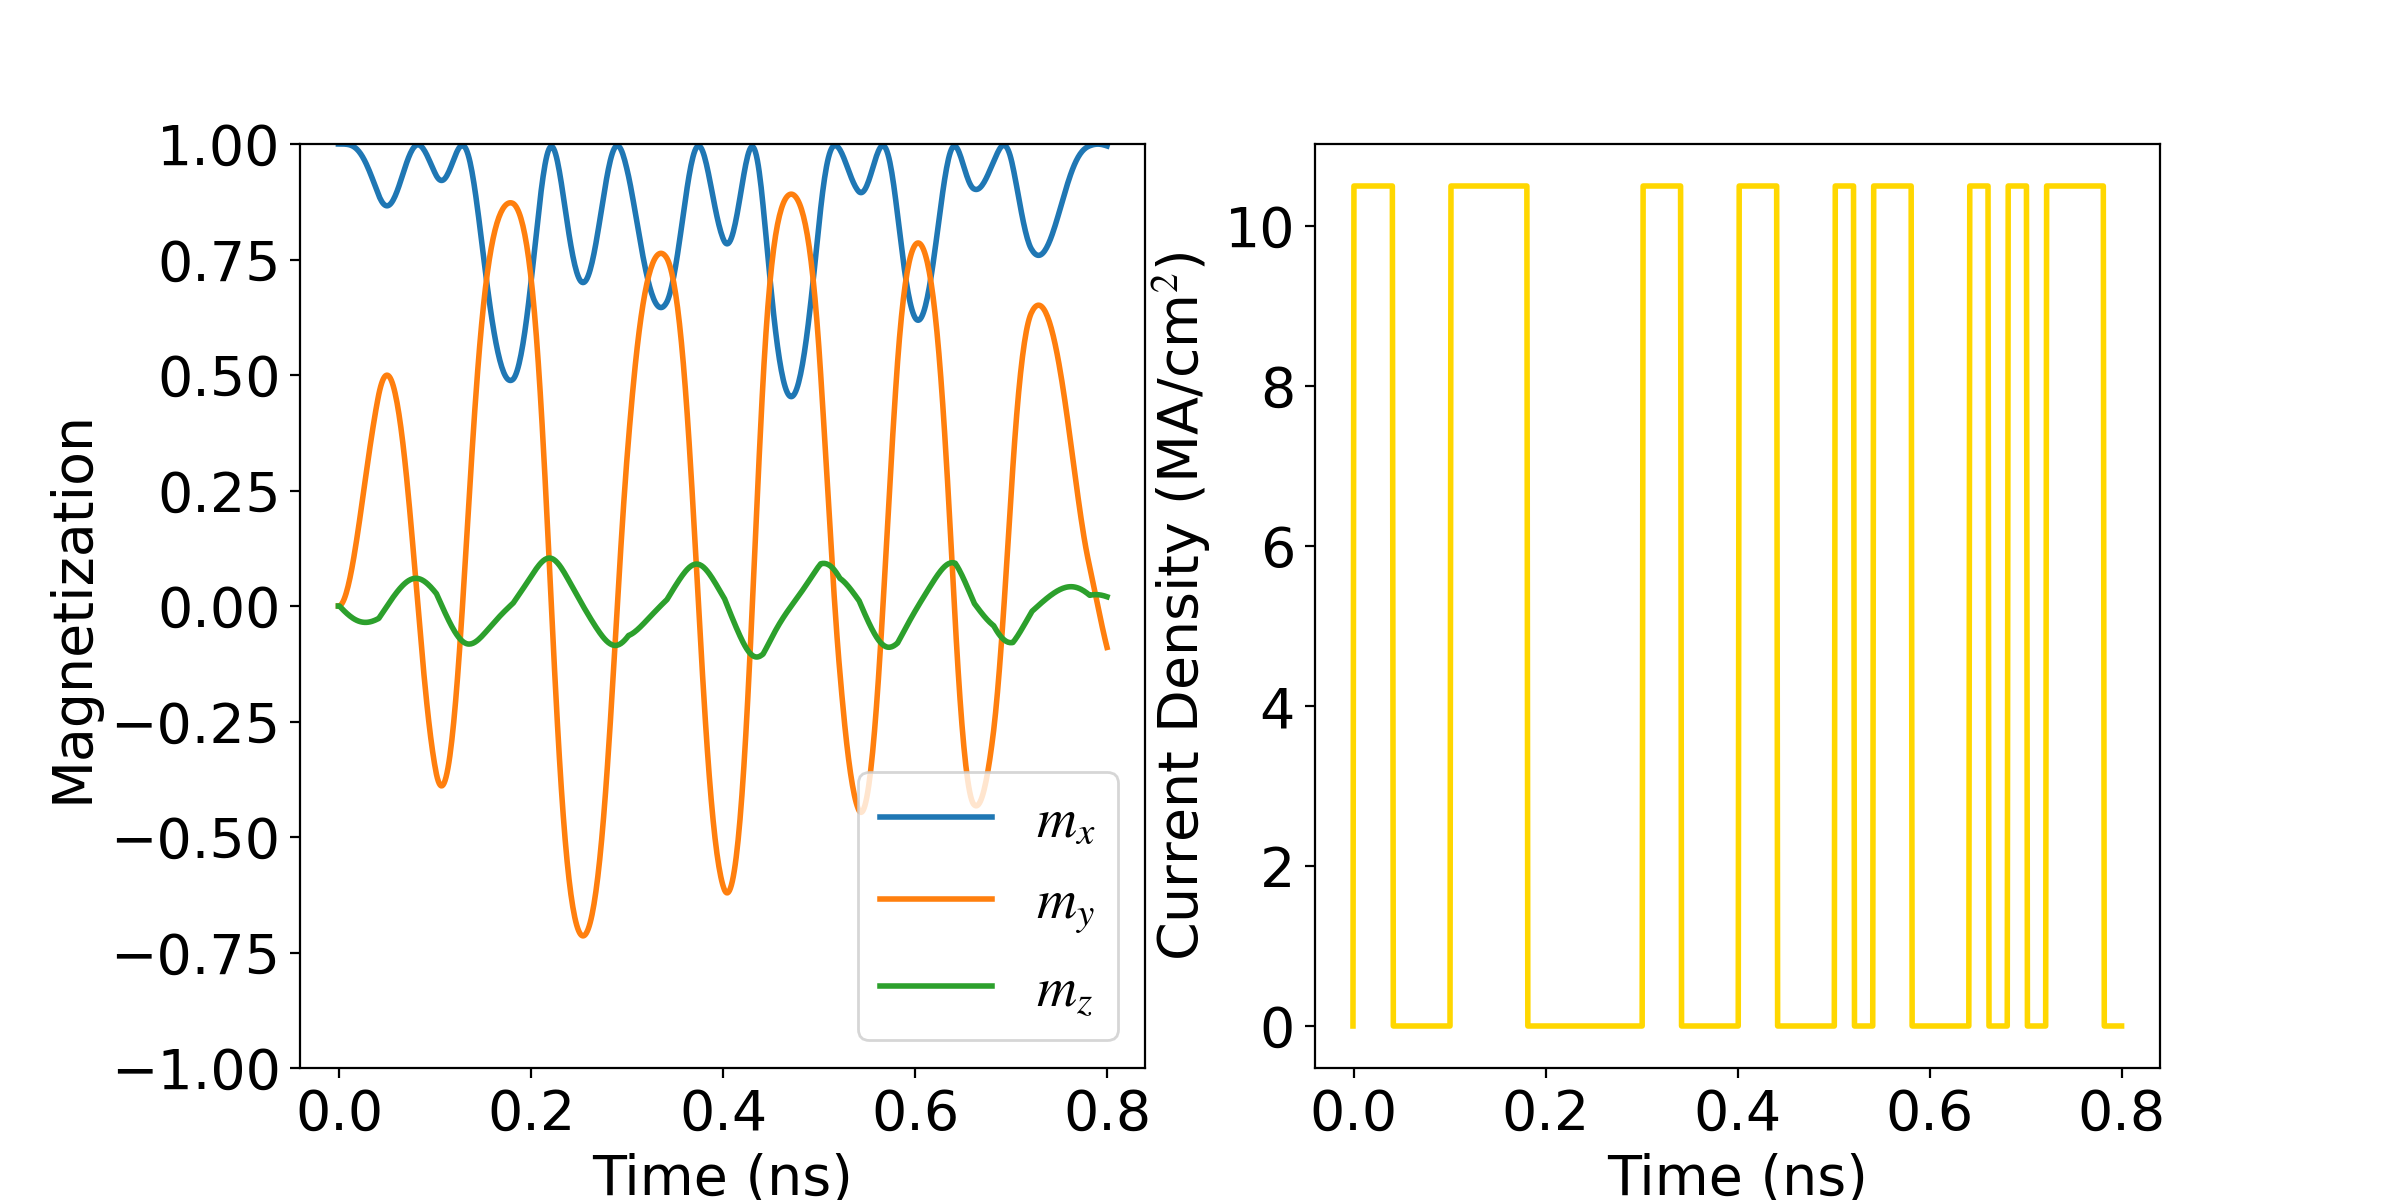 Magnetization
1.00
0.75
0.50
0.25
0.00
−0.25
−0.50
−0.75
−1.00
0.0 0.2 0.4 0.6 0.8
Time (ns)
m_x
m_y
m_z
Current Density (MA/cm²)
10
8
6
4
2
0
0.0 0.2 0.4 0.6 0.8
Time (ns)